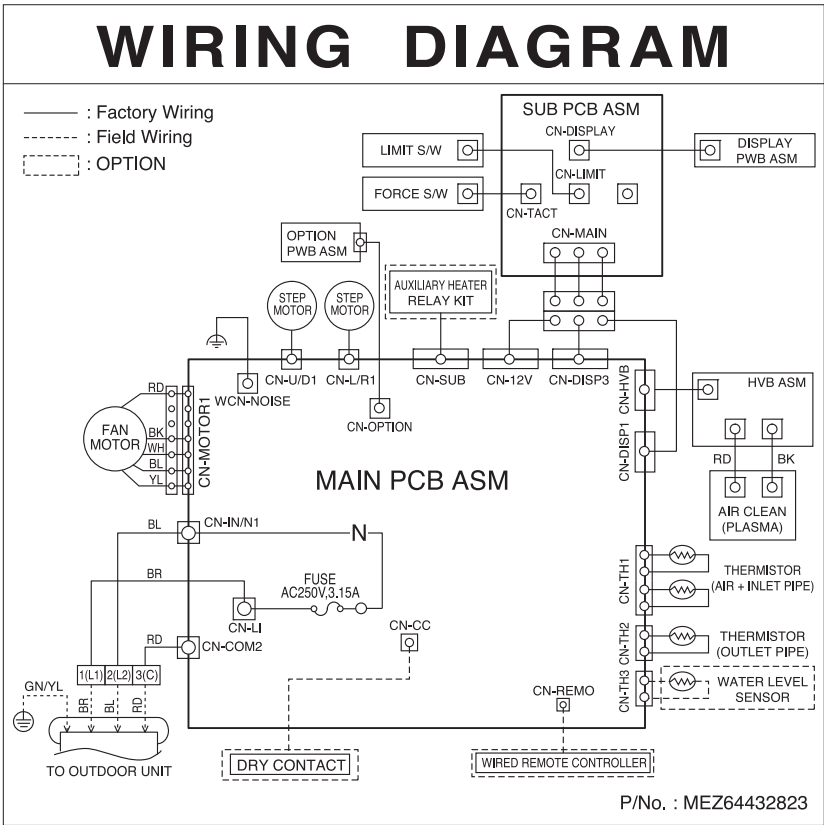 WIRING DIAGRAM
: Factory Wiring
: Field Wiring
: OPTION
SUB PCB ASM
CN-DISPLAY
LIMIT S/W
CN-LIMIT
DISPLAY
PWB ASM
FORCE S/W
CN-TACT
CN-MAIN
OPTION
PWB ASM
AUXILIARY HEATER
RELAY KIT
STEP
MOTOR
STEP
MOTOR
CN-U/D1
CN-L/R1
CN-SUB
CN-12V
CN-DISP3
CN-HVB
HVB ASM
WCN-NOISE
CN-OPTION
CN-MOTOR1
RD
BK
WH
BL
YL
FAN
MOTOR
CN-DISP1
RD
BK
AIR CLEAN
(PLASMA)
MAIN PCB ASM
BL
CN-IN/N1
N
BR
FUSE
AC250V,3.15A
CN-LI
CN-CC
RD
CN-COM2
CN-TH1
THERMISTOR
(AIR + INLET PIPE)
CN-TH2
THERMISTOR
(OUTLET PIPE)
CN-TH3
WATER LEVEL
SENSOR
1(L1)
2(L2)
3(C)
GN/YL
BR
BL
RD
CN-REMO
TO OUTDOOR UNIT
DRY CONTACT
WIRED REMOTE CONTROLLER
P/No. : MEZ64432823